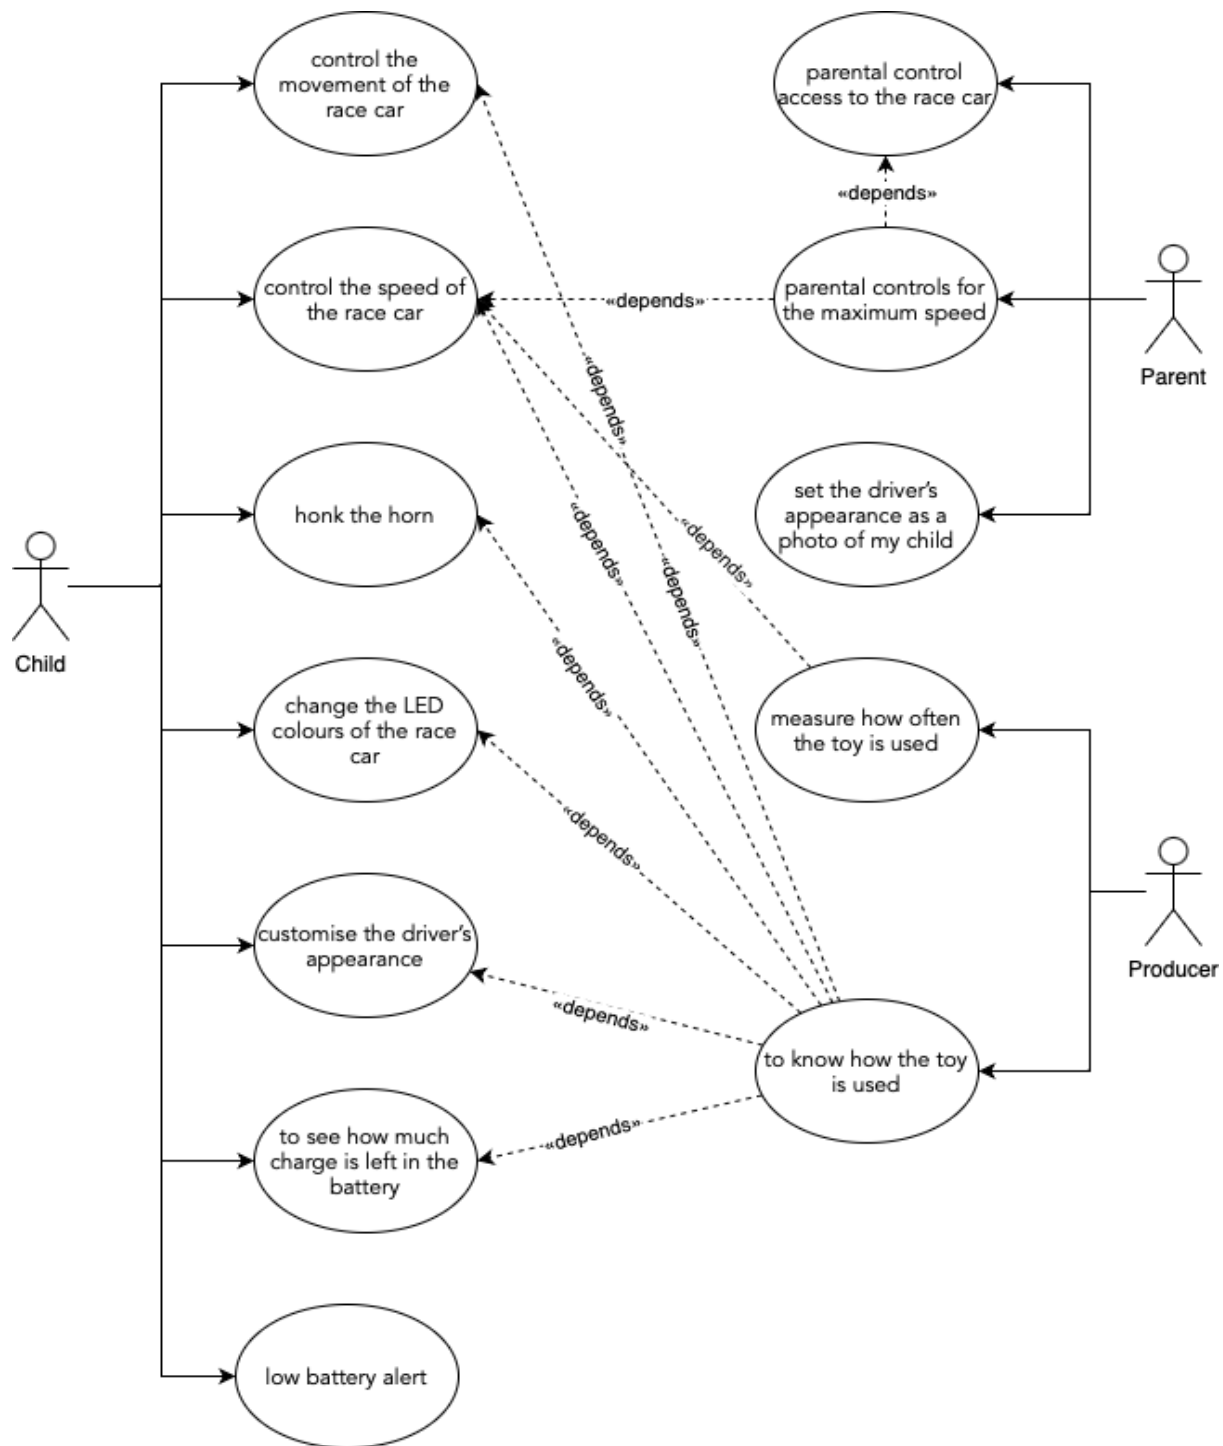 control the
movement of the
race car
parental control
access to the race car
«depends»
control the speed of
the race car
«depends»
parental controls for
the maximum speed
Parent
«depends»
honk the horn
«depends»
«depends»
set the driver's
appearance as a
photo of my child
Child
«depends»
«depends»
change the LED
colours of the race
car
measure how often
the toy is used
«depends»
customise the driver's
appearance
Producer
«depends»
to know how the toy
is used
to see how much
charge is left in the
battery
«depends»
low battery alert